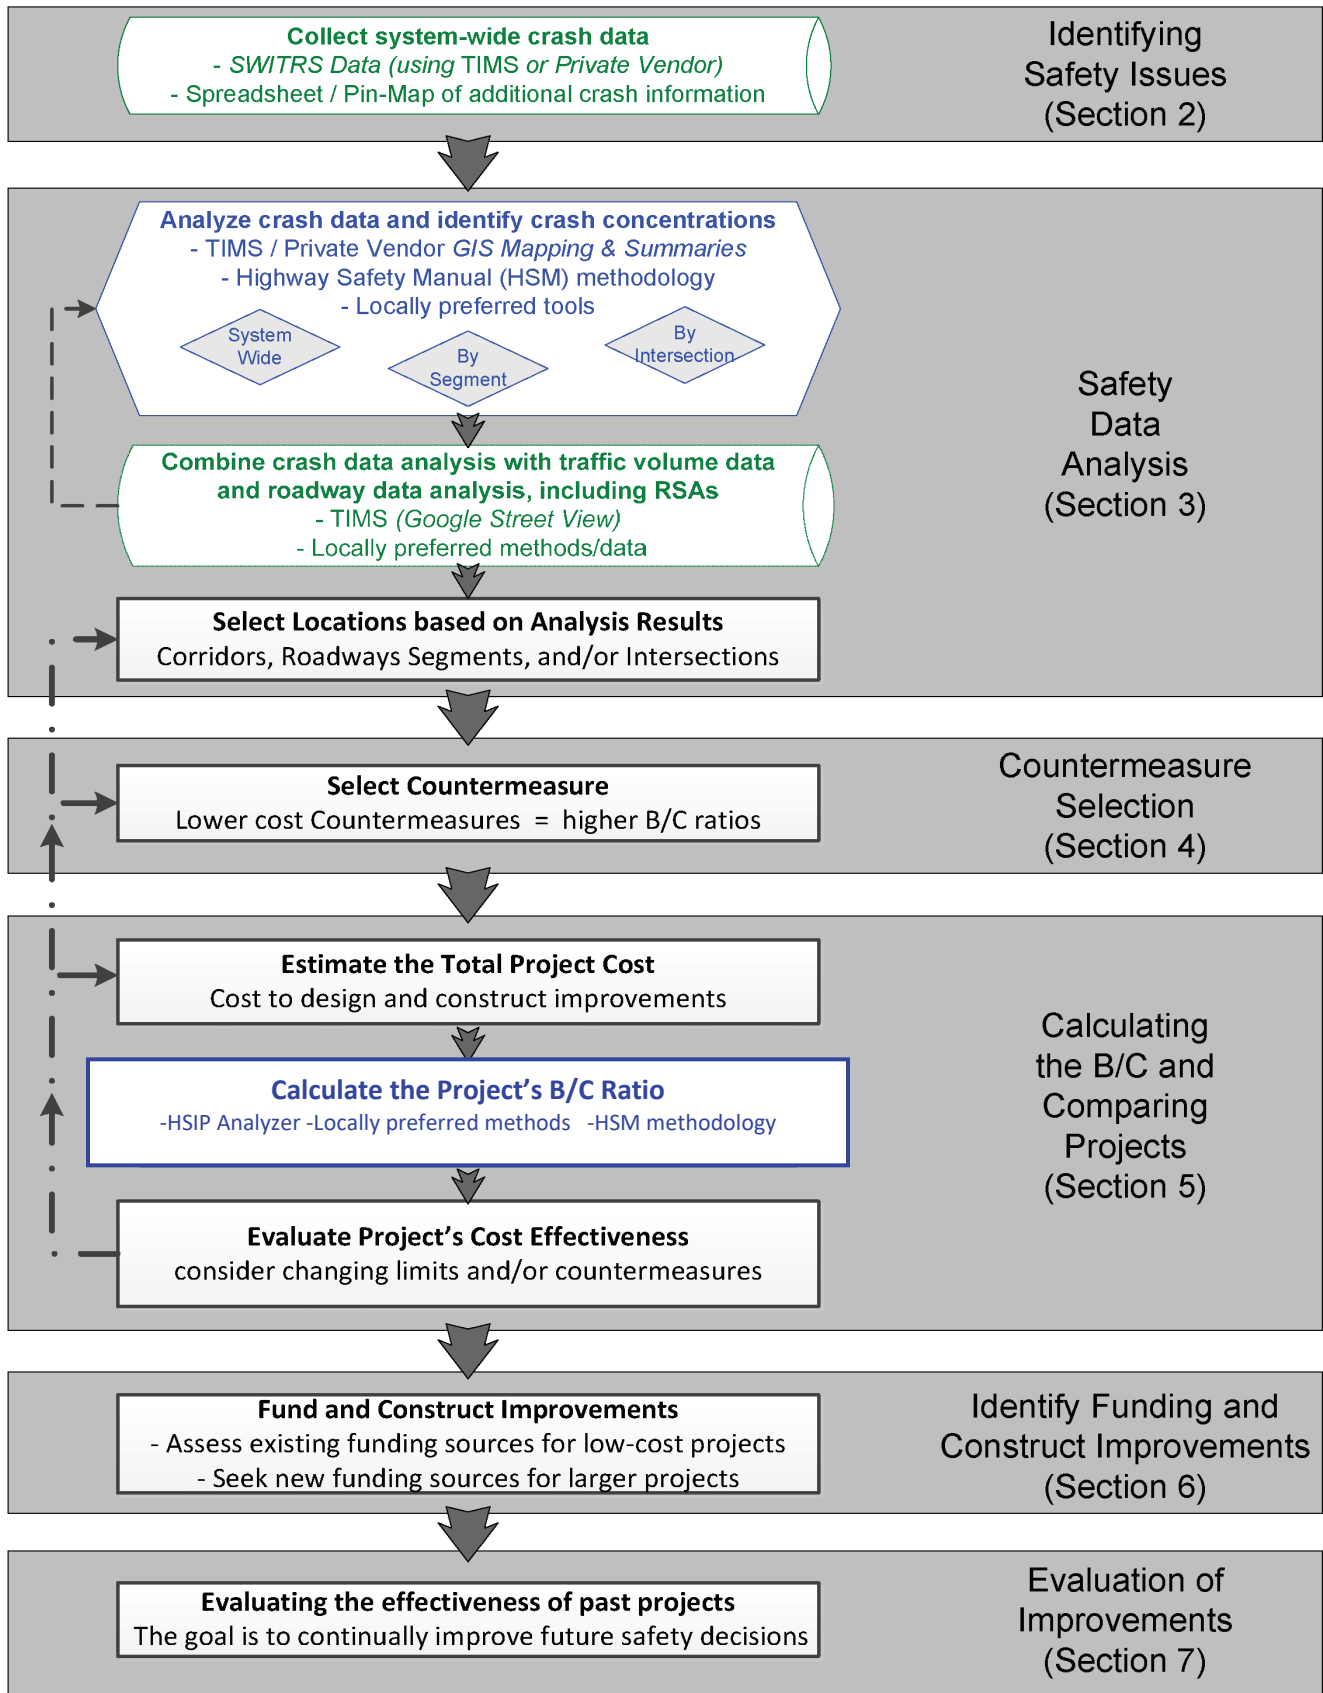 Collect system-wide crash data
- SWITRS Data (using TIMS or Private Vendor)
- Spreadsheet / Pin-Map of additional crash information
Identifying
Safety Issues
(Section 2)
Analyze crash data and identify crash concentrations
- TIMS / Private Vendor GIS Mapping & Summaries
- Highway Safety Manual (HSM) methodology
- Locally preferred tools
System
Wide
By
Segment
By
Intersection
Combine crash data analysis with traffic volume data
and roadway data analysis, including RSAs
- TIMS (Google Street View)
- Locally preferred methods/data
Select Locations based on Analysis Results
Corridors, Roadways Segments, and/or Intersections
Safety
Data
Analysis
(Section 3)
Select Countermeasure
Lower cost Countermeasures = higher B/C ratios
Countermeasure
Selection
(Section 4)
Estimate the Total Project Cost
Cost to design and construct improvements
Calculate the Project's B/C Ratio
-HSIP Analyzer -Locally preferred methods -HSM methodology
Evaluate Project's Cost Effectiveness
consider changing limits and/or countermeasures
Calculating
the B/C and
Comparing
Projects
(Section 5)
Fund and Construct Improvements
- Assess existing funding sources for low-cost projects
- Seek new funding sources for larger projects
Identify Funding and
Construct Improvements
(Section 6)
Evaluating the effectiveness of past projects
The goal is to continually improve future safety decisions
Evaluation of
Improvements
(Section 7)